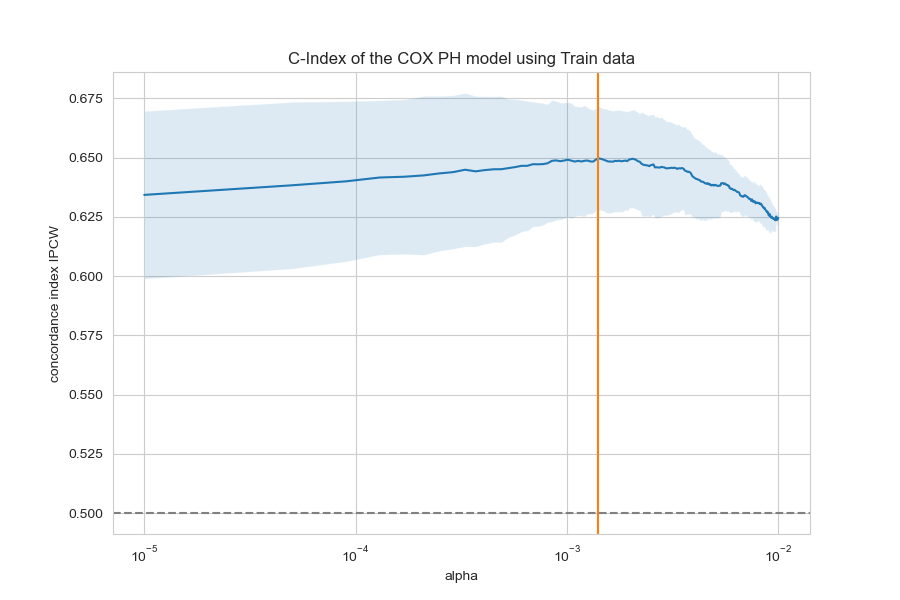 C-Index of the COX PH model using Train data
concordance index IPCW
0.675
0.650
0.625
0.600
0.575
0.550
0.525
0.500
10⁻⁵ 10⁻⁴ 10⁻³ 10⁻²
alpha